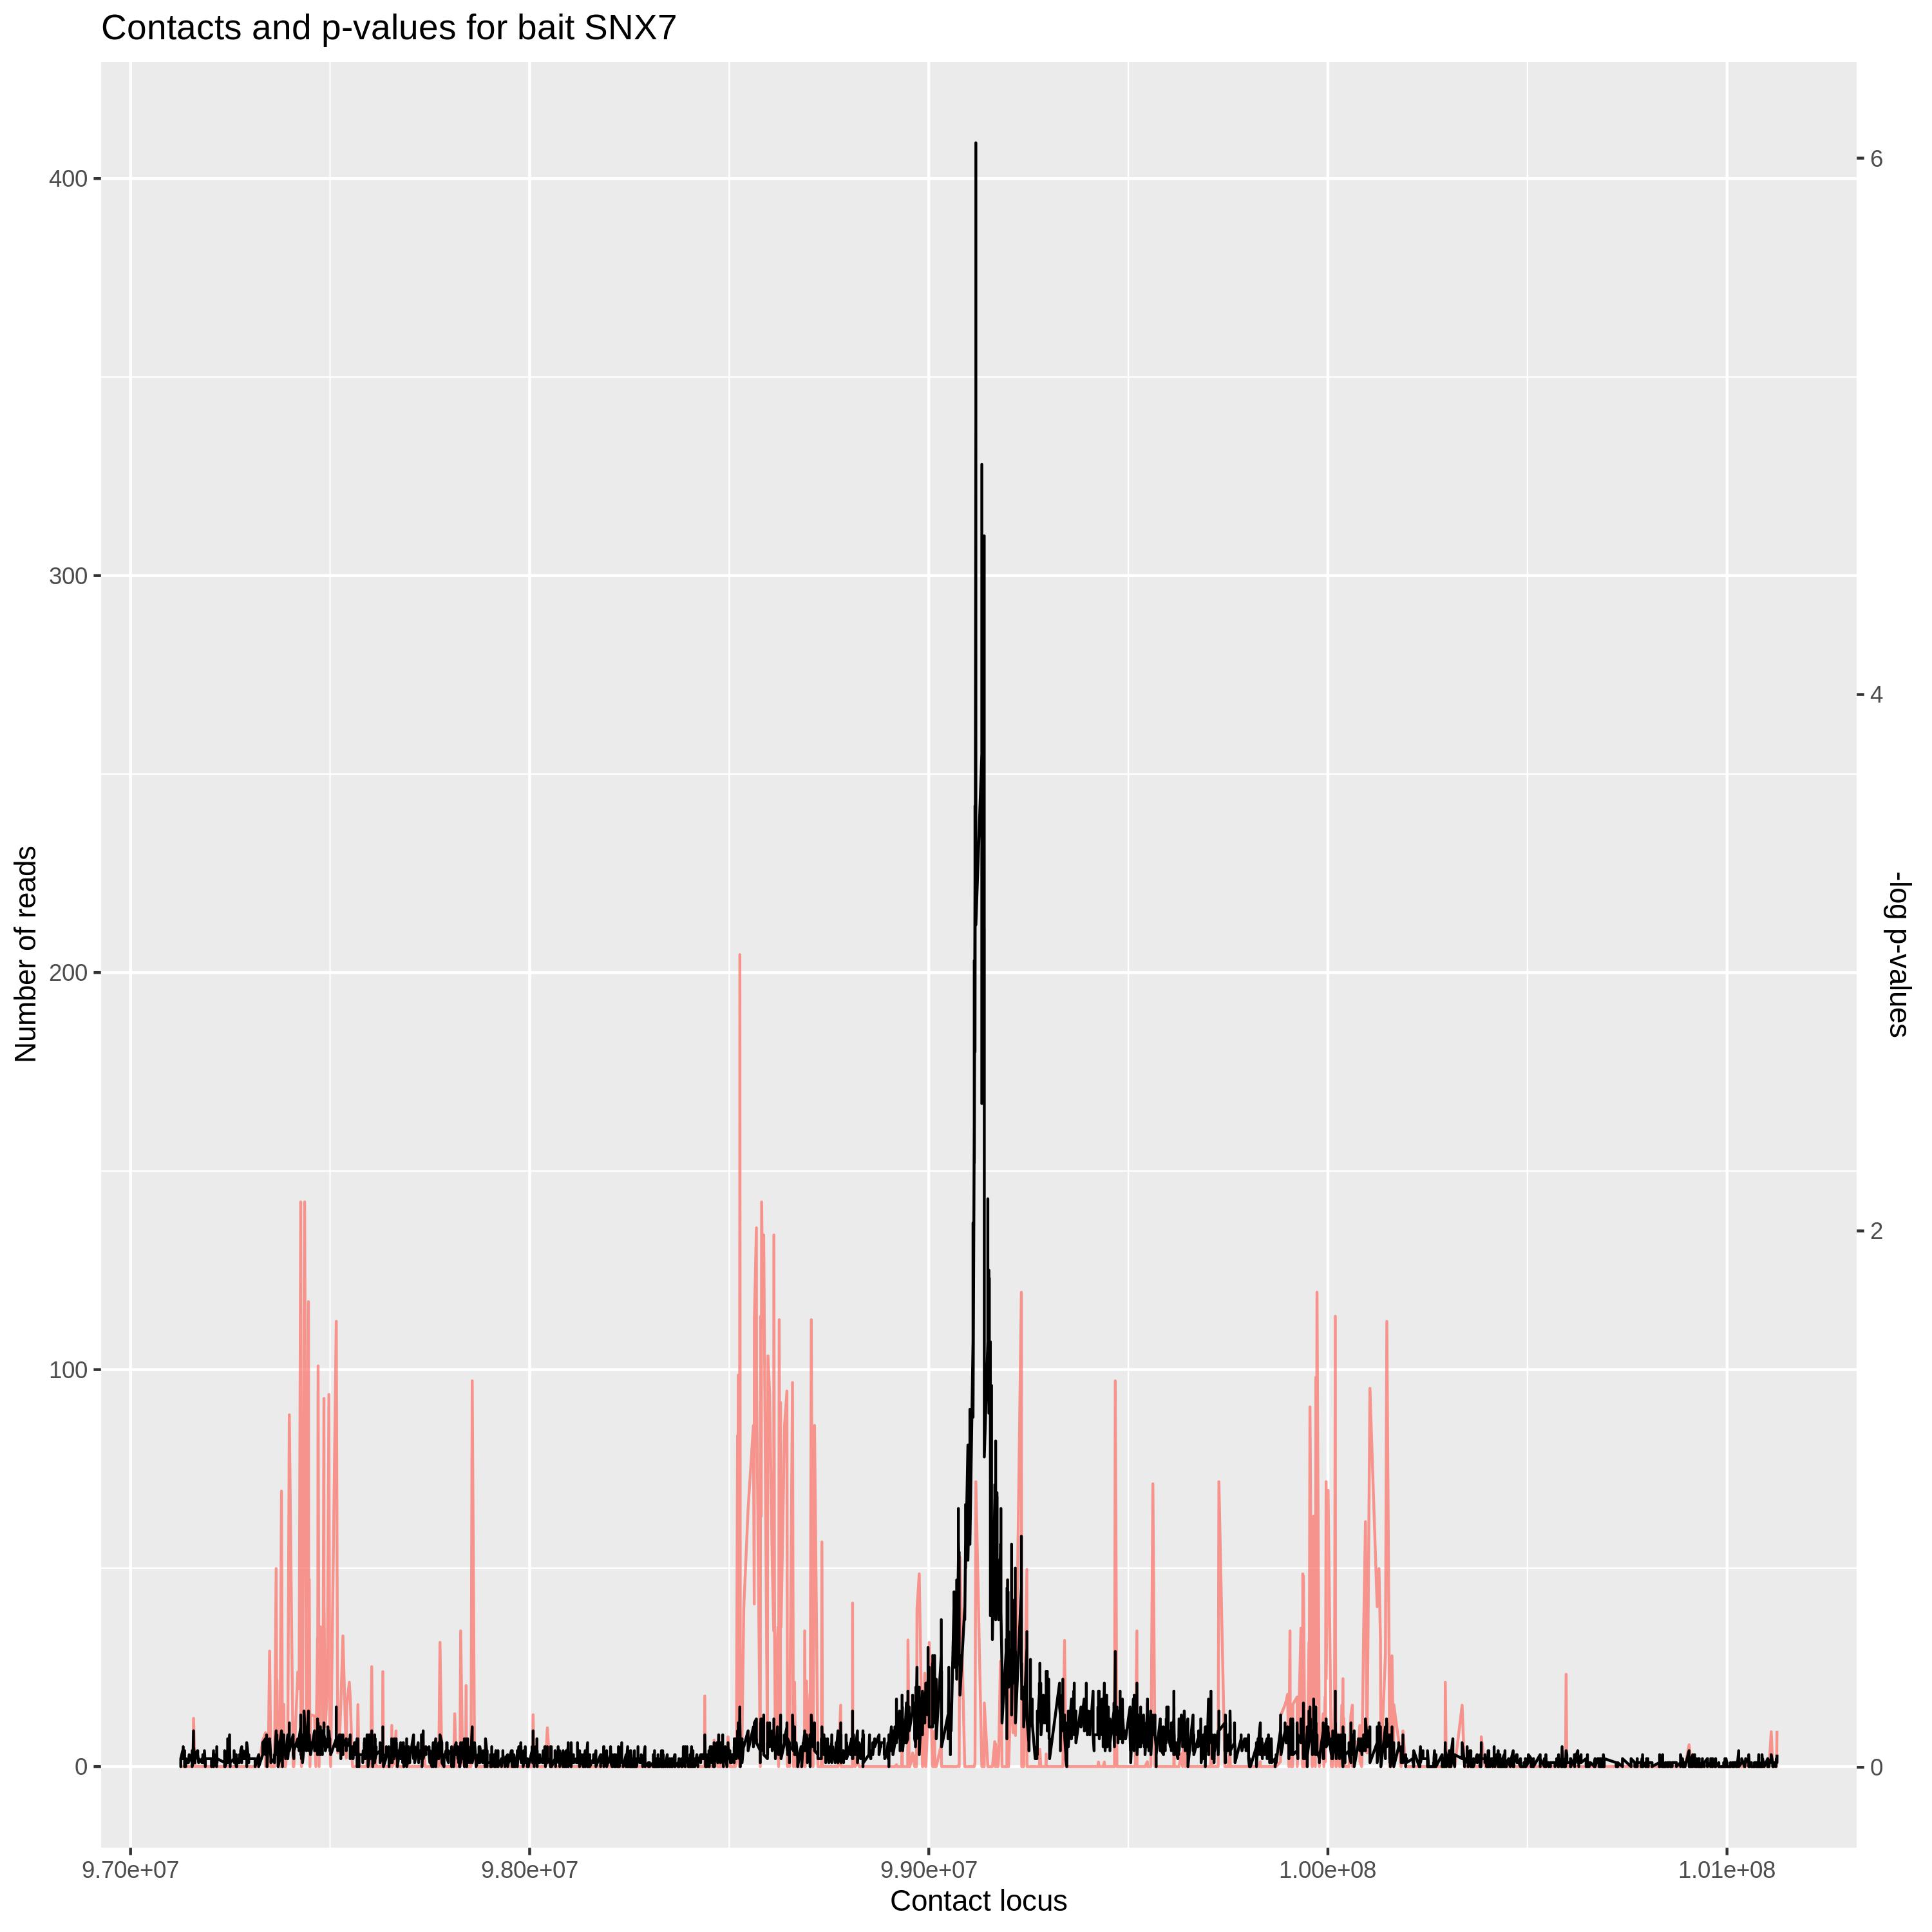 Contacts and p-values for bait SNX7
400
300
200
100
0
Number of reads
6
4
2
0
-log p-values
9.70e+07 9.80e+07 9.90e+07 1.00e+08 1.01e+08
Contact locus